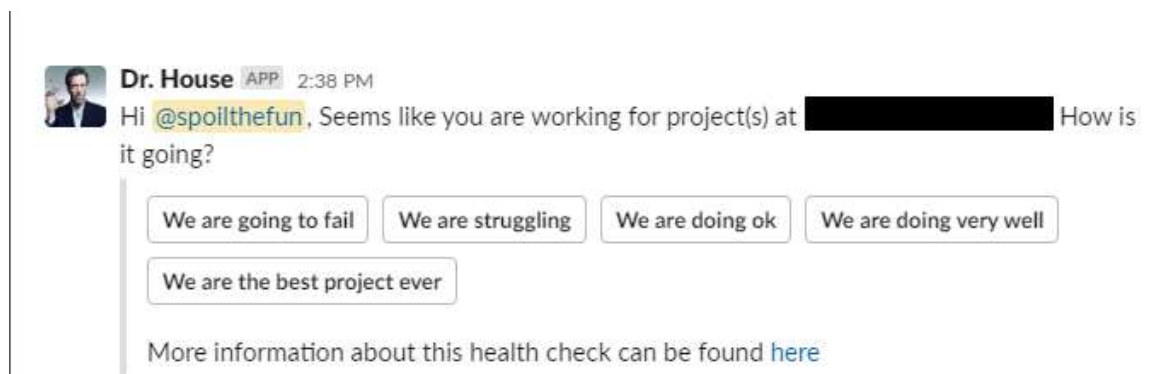 Dr. House APP 2:38 PM
Hi @spoilthefun, Seems like you are working for project(s) at How is
it going?
We are going to fail We are struggling We are doing ok We are doing very well
We are the best project ever
More information about this health check can be found here